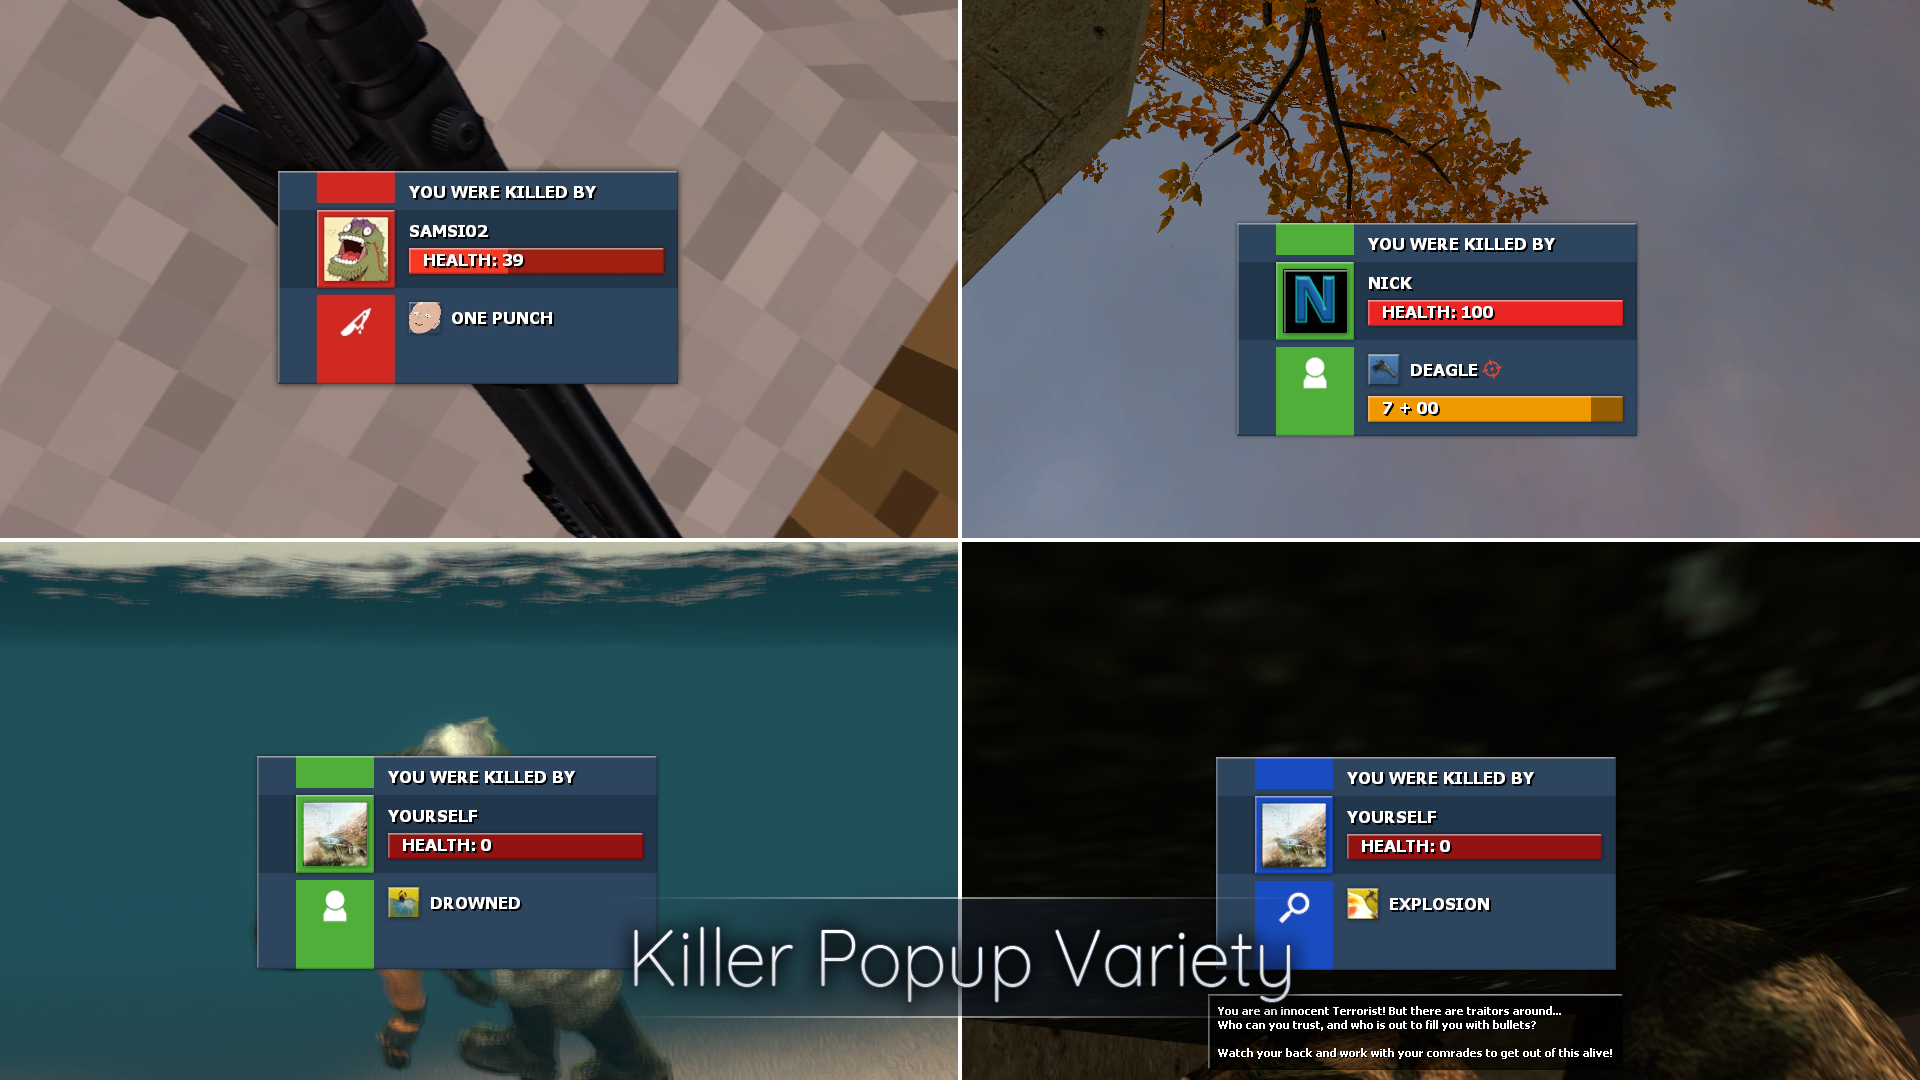 YOU WERE KILLED BY
SAMSI02
HEALTH: 39
ONE PUNCH
YOU WERE KILLED BY
N
NICK
HEALTH: 100
DEAGLE
7 + 00
YOU WERE KILLED BY
YOURSELF
HEALTH: 0
DROWNED
YOU WERE KILLED BY
YOURSELF
HEALTH: 0
EXPLOSION
Killer Popup Variety
You are an innocent Terrorist! But there are traitors around...
Who can you trust, and who is out to fill you with bullets?
Watch your back and work with your comrades to get out of this alive!